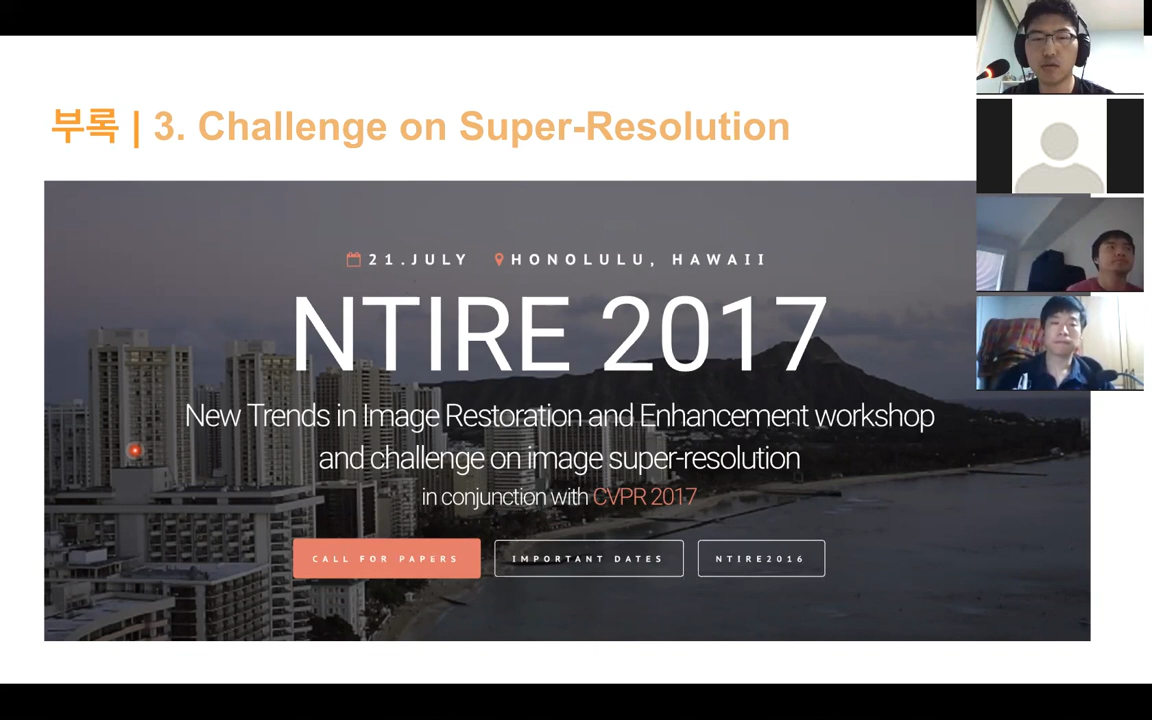 부록 | 3. Challenge on Super-Resolution
21.JULY HONOLULU, HAWAII
NTIRE 2017
New Trends in Image Restoration and Enhancement workshop
and challenge on image super-resolution
in conjunction with CVPR 2017
CALL FOR PAPERS IMPORTANT DATES NTIRE2016